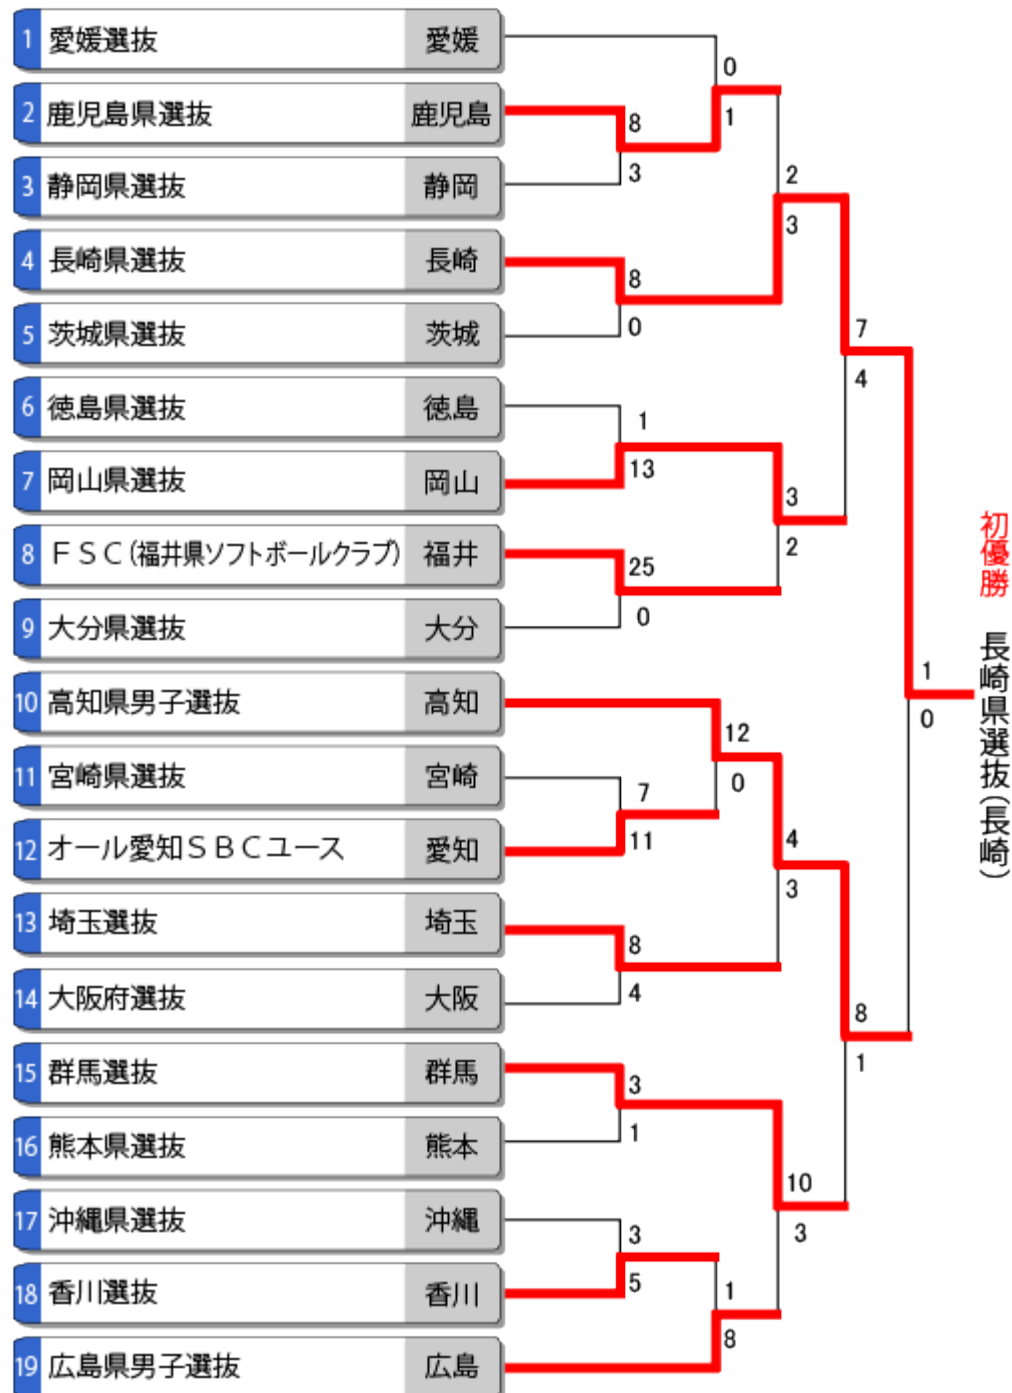 1 愛媛選抜 愛媛
0
2 鹿児島県選抜 鹿児島
8
1
3 静岡県選抜 静岡
3
2
3
4 長崎県選抜 長崎
8
0
5 茨城県選抜 茨城
7
4
6 徳島県選抜 徳島
1
13
7 岡山県選抜 岡山
3
2
8 FSC(福井県ソフトボールクラブ) 福井
25
0
9 大分県選抜 大分
10 高知県男子選抜 高知
12
0
11 宮崎県選抜 宮崎
7
11
12 オール愛知SBCユース 愛知
4
3
13 埼玉選抜 埼玉
8
4
14 大阪府選抜 大阪
8
1
15 群馬選抜 群馬
3
1
16 熊本県選抜 熊本
10
3
17 沖縄県選抜 沖縄
3
5
18 香川選抜 香川
1
8
19 広島県男子選抜 広島
1
0
初優勝 長崎県選抜(長崎)